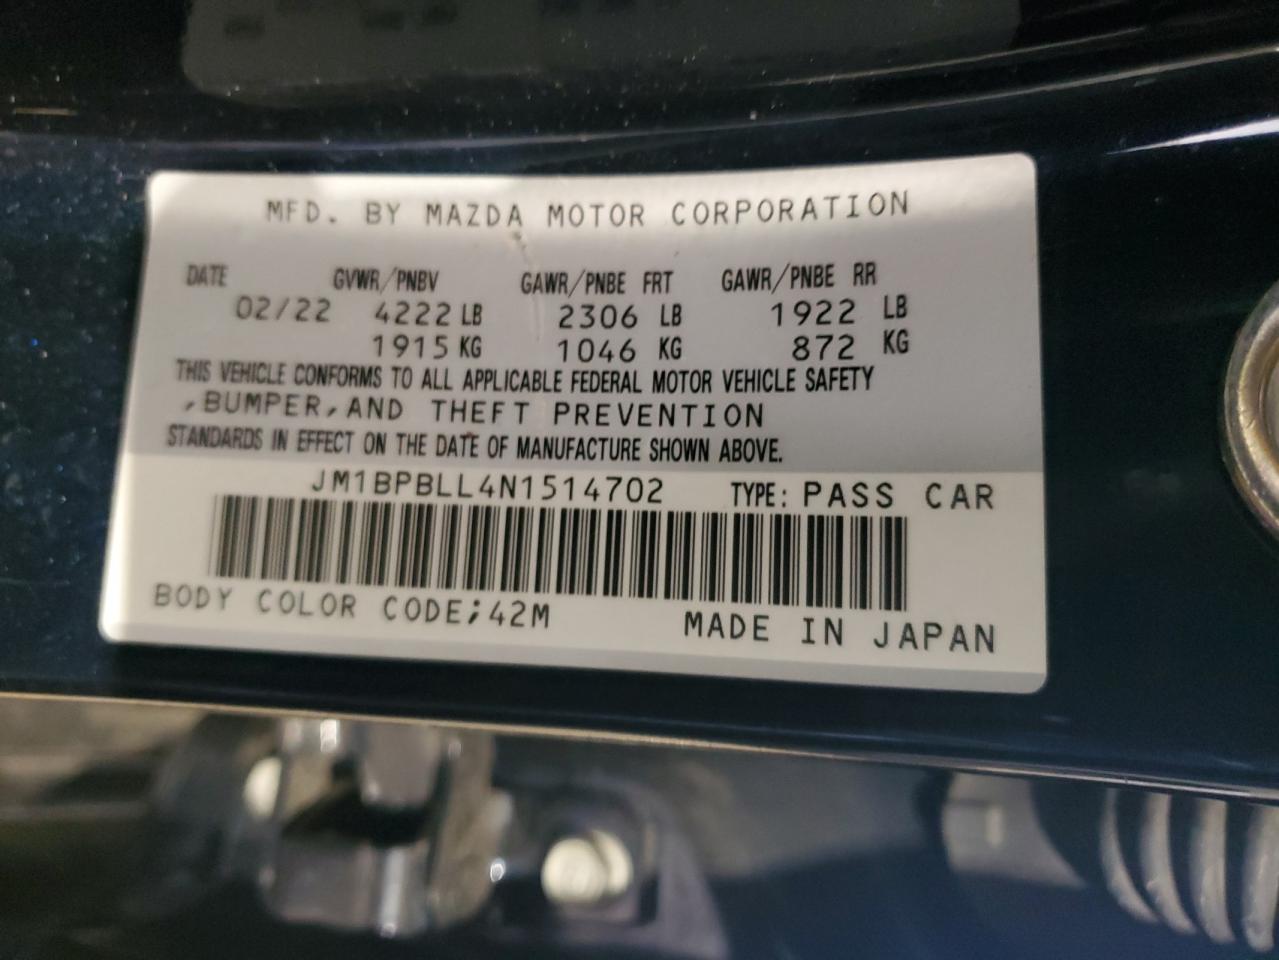 MFD. BY MAZDA MOTOR CORPORATION
DATE GVWR/PNBV GAWR/PNBE FRT GAWR/PNBE RR
02/22 4222 LB 2306 LB 1922 LB
1915 KG 1046 KG 872 KG
THIS VEHICLE CONFORMS TO ALL APPLICABLE FEDERAL MOTOR VEHICLE SAFETY
,BUMPER,AND THEFT PREVENTION
STANDARDS IN EFFECT ON THE DATE OF MANUFACTURE SHOWN ABOVE.
JM1BPBLL4N1514702 TYPE: PASS CAR
BODY COLOR CODE;42M MADE IN JAPAN